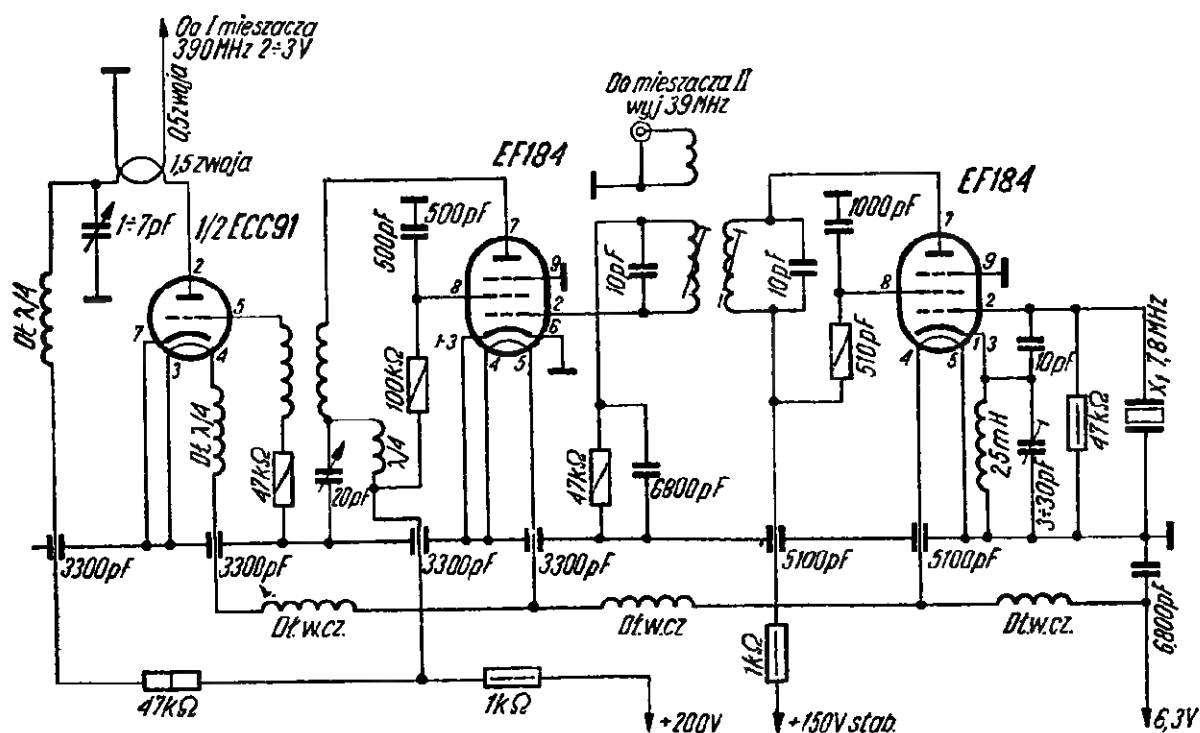 Do I mieszacza
390MHz 2÷3V
0,5 zwoja
1,5 zwoja
1÷7pF
1/2 ECC91
Dł. λ/4
2
5
7
3
4
Dł. λ/4
47kΩ
EF184
500pF
500pF
7
9
8
2
6
1-3
4
5
100kΩ
20pF
λ/4
Do mieszacza II
wyj 39MHz
10pF
10pF
47kΩ
6800pF
EF184
1000pF
7
9
8
2
1
3
4
5
510pF
10pF
2,5mH
3÷30pF
47kΩ
X₁ 7,8 MHz
3300pF
3300pF
3300pF
3300pF
5100pF
5100pF
6800pF
Dł.w.cz.
Dł.w.cz
Dł.w.cz.
47kΩ
1kΩ
1kΩ
+200V
+150V stab.
6,3V